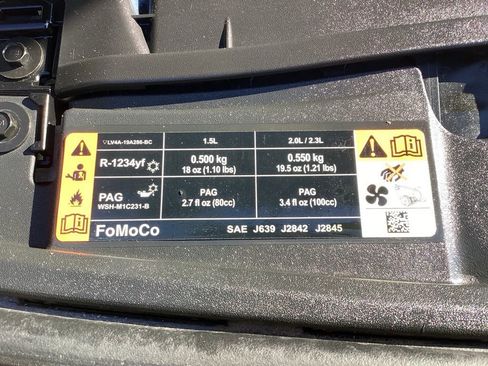 LV4A-19A286-BC 1.5L 2.0L / 2.3L
R-1234yf 0.500 kg 0.550 kg
18 oz (1.10 lbs) 19.5 oz (1.21 lbs)
PAG PAG PAG
WSH-M1C231-B 2.7 fl oz (80cc) 3.4 fl oz (100cc)
FoMoCo SAE J639 J2842 J2845